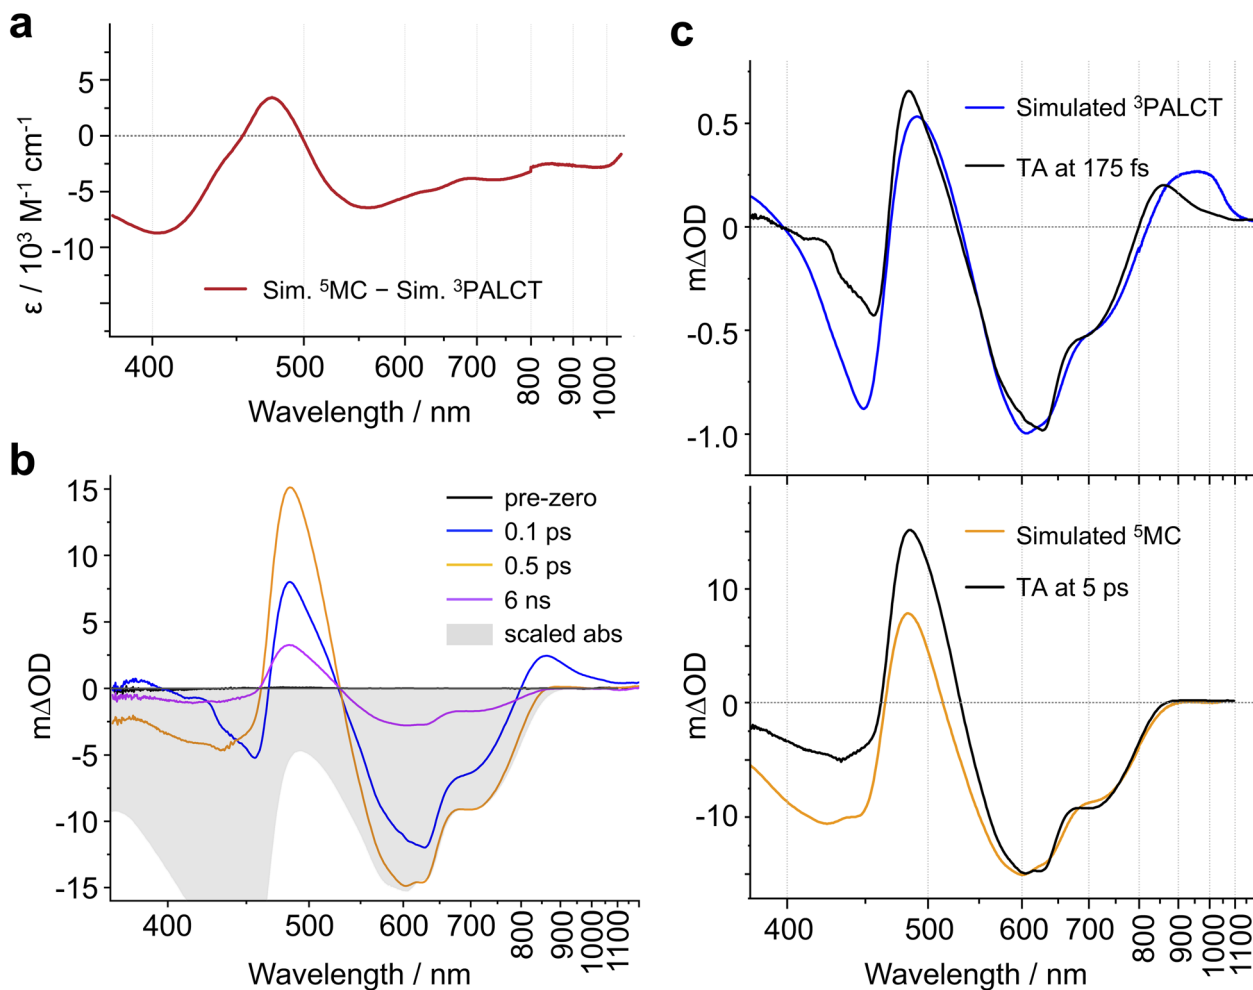 a
5
0
-5
-10
ε / 10³ M⁻¹ cm⁻¹
Sim. ⁵MC – Sim. ³PALCT
400
500
600
700
800
900
1000
Wavelength / nm
b
15
10
5
0
-5
-10
-15
m∆OD
pre-zero
0.1 ps
0.5 ps
6 ns
scaled abs
400
500
600
700
800
900
1000
1100
Wavelength / nm
c
0.5
0
-0.5
-1.0
m∆OD
Simulated ³PALCT
TA at 175 fs
10
0
-10
m∆OD
Simulated ⁵MC
TA at 5 ps
400
500
600
700
800
900
1000
1100
Wavelength / nm